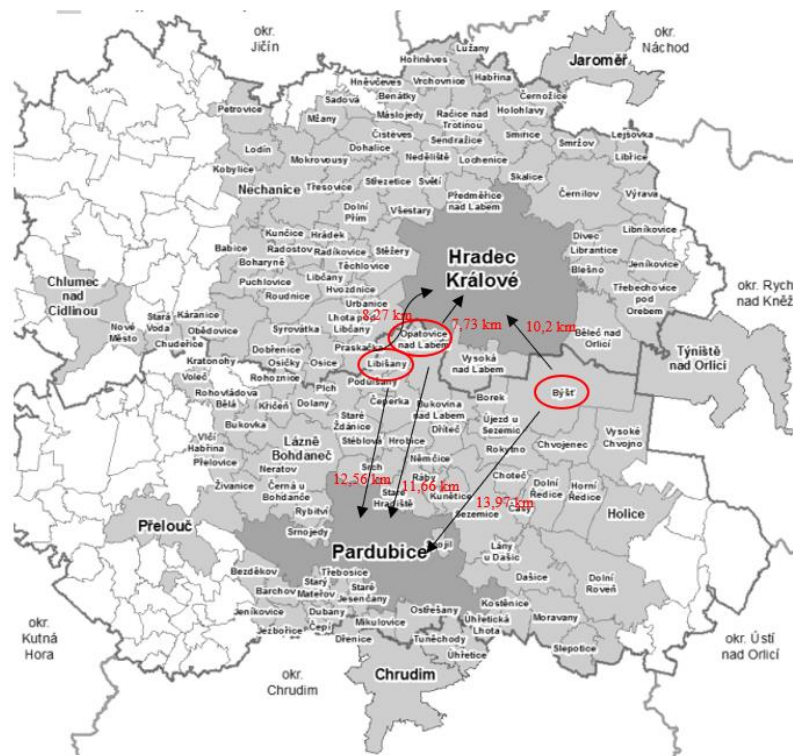 okr.
Jičín
okr.
Náchod
Lužany
Hořiněves
Jaroměř
Hněvčeves
Vrchovnice
Habřina
Benátky
Sadová
Černožice
Petrovice
Mžany
Máslojedy
Račice nad
Trotinou
Holohlavy
Čistěves
Sendražice
Smiřice
Lejšovka
Lodín
Dohalice
Smržov
Mokrovousy
Neděliště
Lochenice
Libřice
Kobylice
Nechanice
Třesovice
Střezetice
Světí
Skalice
Předměřice
nad Labem
Černilov
Výrava
Dolní
Přím
Všestary
Kunčice
Hrádek
Librníkovice
Babice
Radostov
Radíkovice
Stěžery
Hradec
Králové
Divec
Librantice
Boharyně
Těchlovice
Jeníkovice
Blešno
Chlumec
nad
Cidlinou
Puchlovice
Libčany
okr. Rych
nad Kněž
Hvozdnice
Třebechovice
pod
Orebem
Roudnice
Urbanice
Stará
Voda
Káranice
Lhota pod
Libčany
8,27 km
7,73 km
10,2 km
Nové
Město
Obědovice
Syrovátka
Opatovice
nad Labem
Běleč nad
Orlicí
Chudeřice
Praskačka
Týniště
nad Orlicí
Dobřenice
Kratonohy
Osičky
Osice
Libišany
Vysoká
nad Labem
Voleč
Rohoznice
Plch
Podůlšany
Rohovládova
Bělá
Býšť
Křičeň
Dolany
Čeperka
Bukovina
nad Labem
Borek
Staré
Ždánice
Újezd u
Sezemic
Vysoké
Chvojno
Bukovka
Dříteč
Vlčí
Habřina
Lázně
Bohdaneč
Stéblová
Hrobice
Rokytno
Chvojenec
Přelovice
Němčice
Neratov
Srch
Choteč
Ráby
Živanice
Černá u
Bohdanče
12,56 km
11,66 km
Dolní
Ředice
Horní
Ředice
Staré
Hradiště
Kunětice
13,97 km
Časy
Rybitví
Sezemice
Holice
Přelouč
Srnojedy
Pardubice
Lány
u Dašic
Bezděkov
Třebosice
Dašice
Dolní
Roveň
Barchov
Starý
Mateřov
Staré
Jesenčany
Kostěnice
Jeníkovice
Dubany
Ostřešany
Moravany
okr.
Kutná
Hora
Jezbořice
Čepí
Mikulovice
Úhřetická
Lhota
Dřenice
Tuněchody
Slepotice
okr. Ústí
nad Orlicí
okr.
Chrudim
Chrudim
Úhřetice